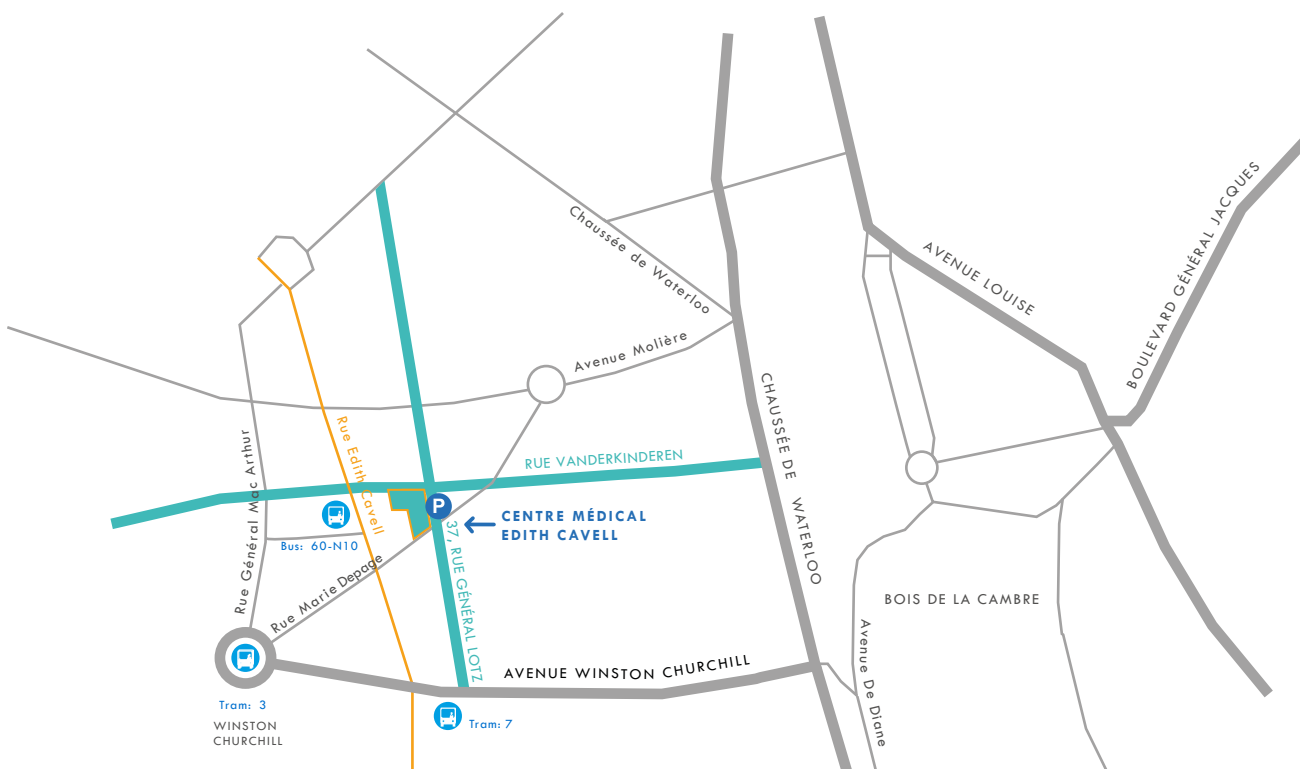 Chaussée de Waterloo
AVENUE LOUISE
BOULEVARD GÉNÉRAL JACQUES
Avenue Molière
CHAUSSÉE DE WATERLOO
Rue Edith Cavell
Rue Général Mac Arthur
RUE VANDERKINDEREN
P
CENTRE MÉDICAL
EDITH CAVELL
Bus: 60-N10
37, RUE GÉNÉRAL LOTZ
Rue Marie Depage
BOIS DE LA CAMBRE
Avenue De Diane
AVENUE WINSTON CHURCHILL
Tram: 3
WINSTON
CHURCHILL
Tram: 7